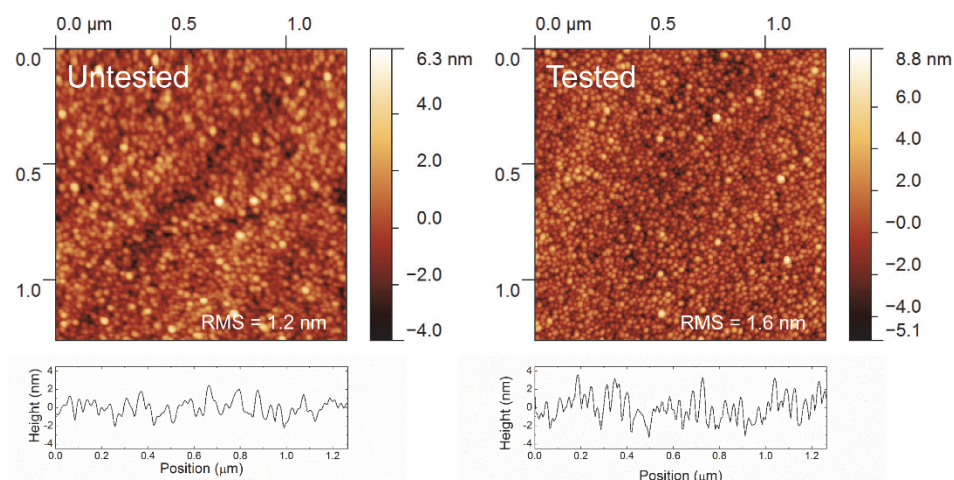 0.0 μm 0.5 1.0
0.0
0.5
1.0
Untested
RMS = 1.2 nm
6.3 nm
4.0
2.0
0.0
−2.0
−4.0
0.0 μm 0.5 1.0
0.0
0.5
1.0
Tested
RMS = 1.6 nm
8.8 nm
6.0
4.0
2.0
−0.0
−2.0
−4.0
−5.1
Height (nm)
4
2
0
-2
-4
0.0 0.2 0.4 0.6 0.8 1.0 1.2
Position (μm)
Height (nm)
4
2
0
-2
-4
0.0 0.2 0.4 0.6 0.8 1.0 1.2
Position (μm)